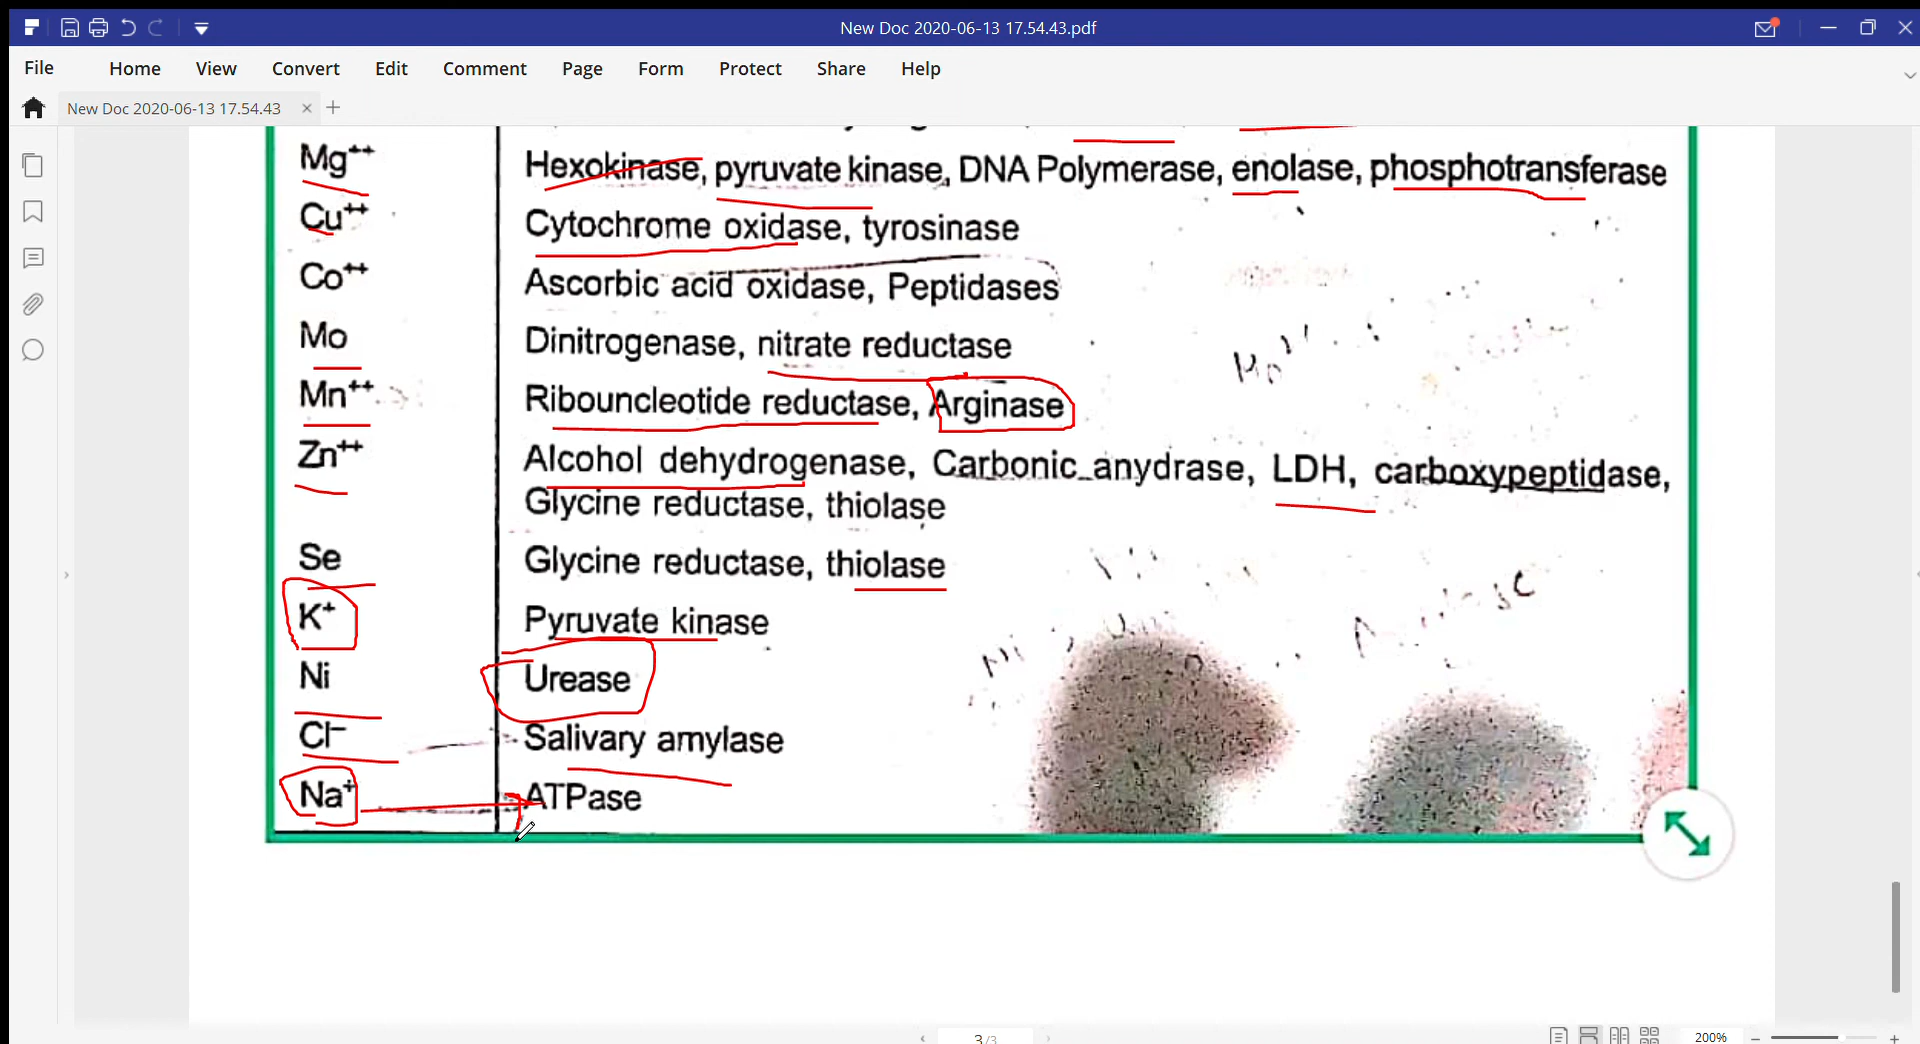 New Doc 2020-06-13 17.54.43.pdf
File Home View Convert Edit Comment Page Form Protect Share Help
New Doc 2020-06-13 17.54.43
Mg++ Hexokinase, pyruvate kinase, DNA Polymerase, enolase, phosphotransferase
Cu++ Cytochrome oxidase, tyrosinase
Co++ Ascorbic acid oxidase, Peptidases
Mo Dinitrogenase, nitrate reductase
Mn++ Ribouncleotide reductase, Arginase
Zn++ Alcohol dehydrogenase, Carbonic anydrase, LDH, carboxypeptidase,
Glycine reductase, thiolase
Se Glycine reductase, thiolase
K+ Pyruvate kinase
Ni Urease
Cl− Salivary amylase
Na+ ATPase
3/3
200%